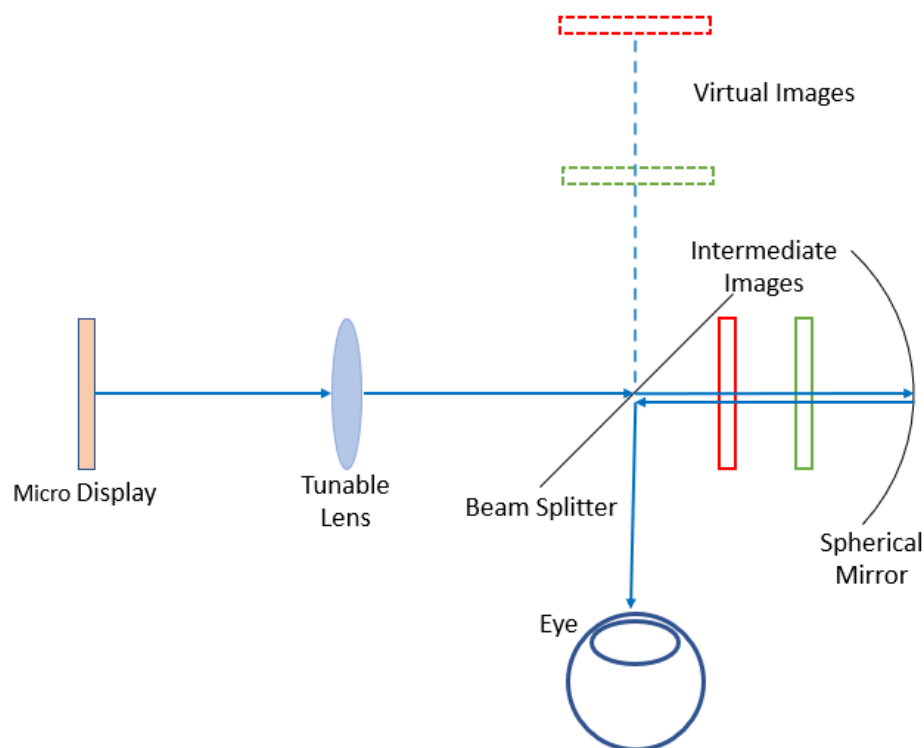 Virtual Images
Intermediate
Images
Micro Display
Tunable
Lens
Beam Splitter
Spherical
Mirror
Eye